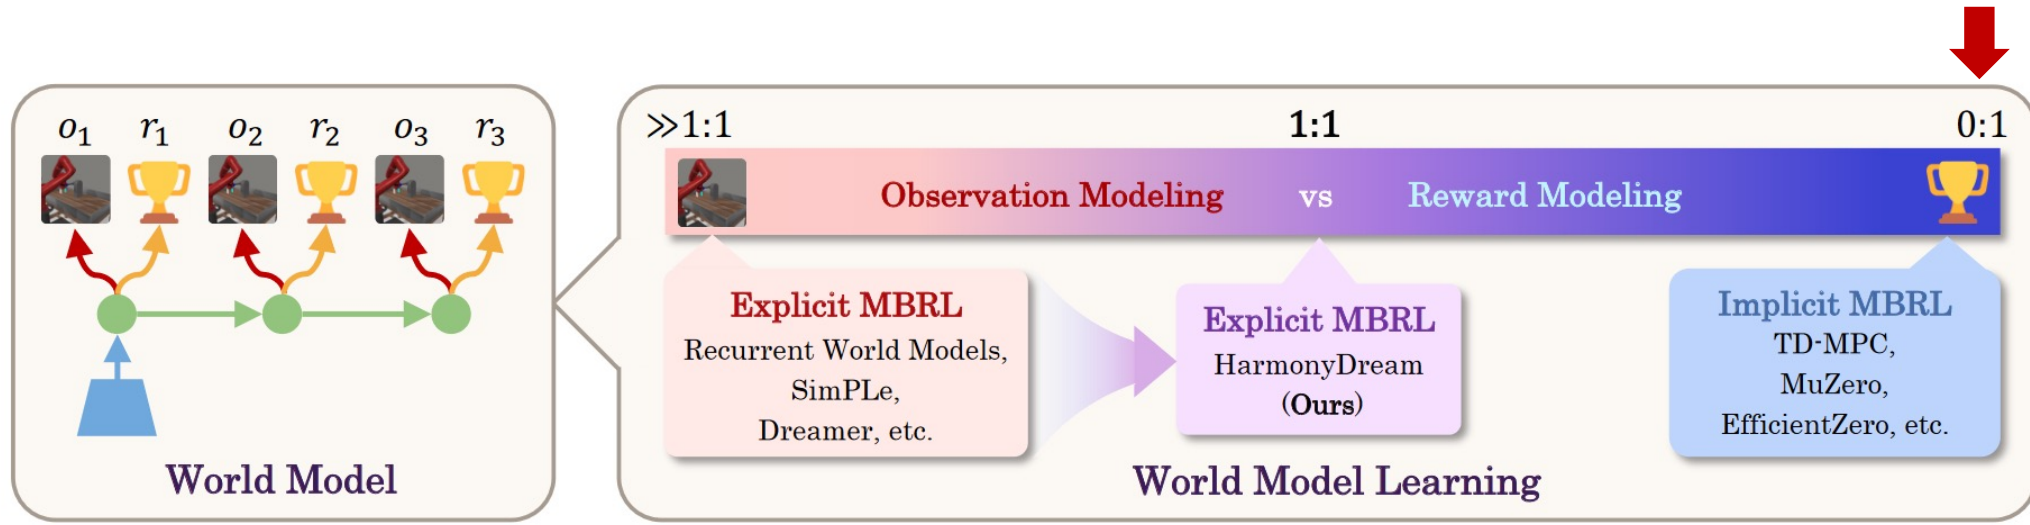 o₁ r₁ o₂ r₂ o₃ r₃
World Model
≫1:1 1:1 0:1
Observation Modeling vs Reward Modeling
Explicit MBRL
Recurrent World Models,
SimPLe,
Dreamer, etc.
Explicit MBRL
HarmonyDream
(Ours)
Implicit MBRL
TD-MPC,
MuZero,
EfficientZero, etc.
World Model Learning